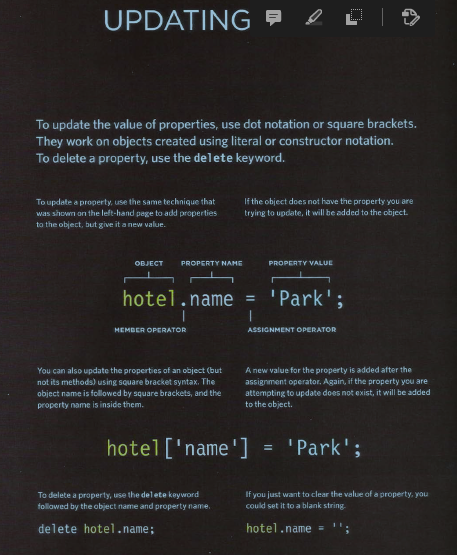 UPDATING
To update the value of properties, use dot notation or square brackets.
They work on objects created using literal or constructor notation.
To delete a property, use the delete keyword.
To update a property, use the same technique that
was shown on the left-hand page to add properties
to the object, but give it a new value.
If the object does not have the property you are
trying to update, it will be added to the object.
OBJECT PROPERTY NAME PROPERTY VALUE
hotel.name = 'Park';
MEMBER OPERATOR ASSIGNMENT OPERATOR
You can also update the properties of an object (but
not its methods) using square bracket syntax. The
object name is followed by square brackets, and the
property name is inside them.
A new value for the property is added after the
assignment operator. Again, if the property you are
attempting to update does not exist, it will be added
to the object.
hotel['name'] = 'Park';
To delete a property, use the delete keyword
followed by the object name and property name.
delete hotel.name;
If you just want to clear the value of a property, you
could set it to a blank string.
hotel.name = '';